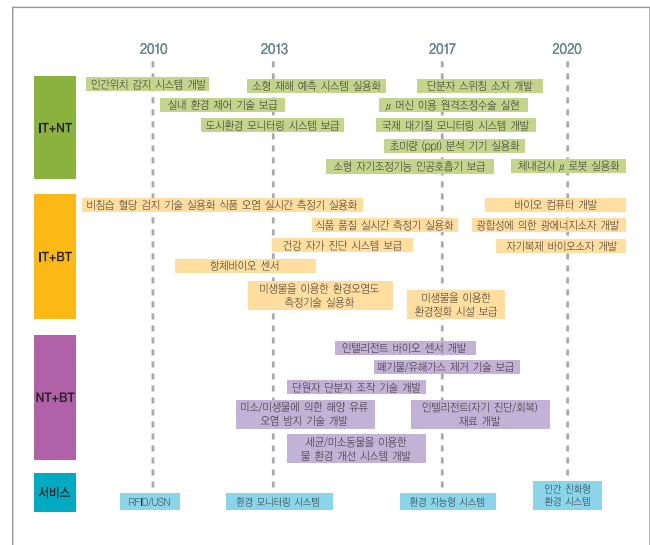 2010 2013 2017 2020
IT+NT
인간위치 감지 시스템 개발 소형 재해 예측 시스템 실용화 단분자 스위칭 소자 개발
실내 환경 제어 기술 보급 μ 머신 이용 원격조정수술 실현
도시환경 모니터링 시스템 보급 국제 대기질 모니터링 시스템 개발
초미량 (ppt) 분석 기기 실용화
소형 자기조정기능 인공호흡기 보급 체내검사 μ 로봇 실용화
IT+BT
비침습 혈당 검지 기술 실용화 식품 오염 실시간 측정기 실용화 바이오 컴퓨터 개발
식품 품질 실시간 측정기 실용화 광합성에 의한 광에너지소자 개발
건강 자가 진단 시스템 보급 자기복제 바이오소자 개발
항체바이오 센서
미생물을 이용한 환경오염도
측정기술 실용화
미생물을 이용한
환경정화 시설 보급
NT+BT
인텔리전트 바이오 센서 개발
폐기물/유해가스 제거 기술 보급
단원자 단분자 조작 기술 개발
미소/미생물에 의한 해양 유류
오염 방지 기술 개발
인텔리전트(자기 진단/회복)
재료 개발
세균/미소동물을 이용한
물 환경 개선 시스템 개발
서비스
RFID/USN 환경 모니터링 시스템 환경 지능형 시스템
인간 친화형
환경 시스템